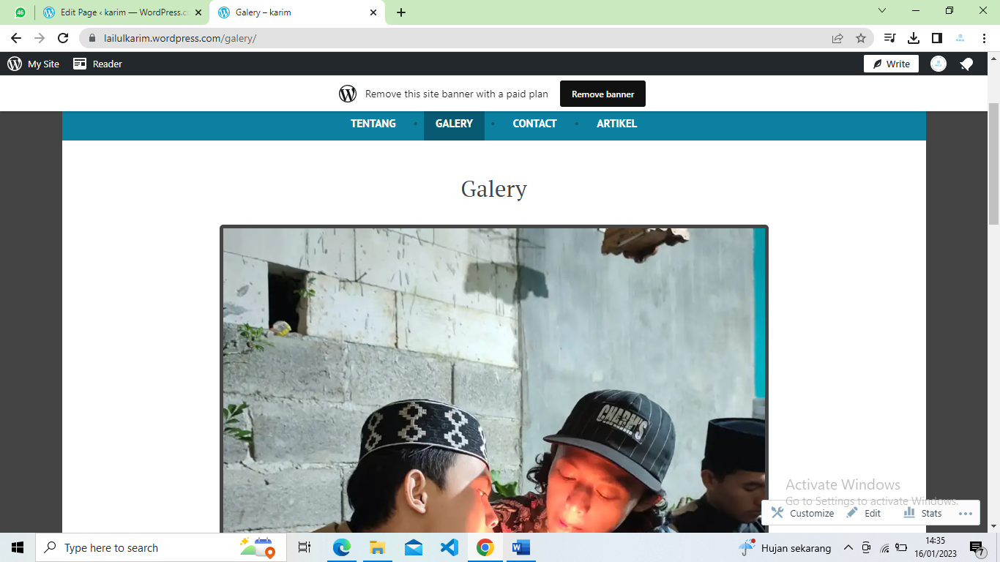 46
Edit Page ‹ karim — WordPress.c
Galery – karim
lailulkarim.wordpress.com/galery/
My Site
Reader
Write
Remove this site banner with a paid plan
Remove banner
TENTANG
GALERY
CONTACT
ARTIKEL
Galery
CHARM'S
Activate Windows
Go to Settings to activate Windows.
Customize
Edit
Stats
Type here to search
Hujan sekarang
14:35
16/01/2023
7